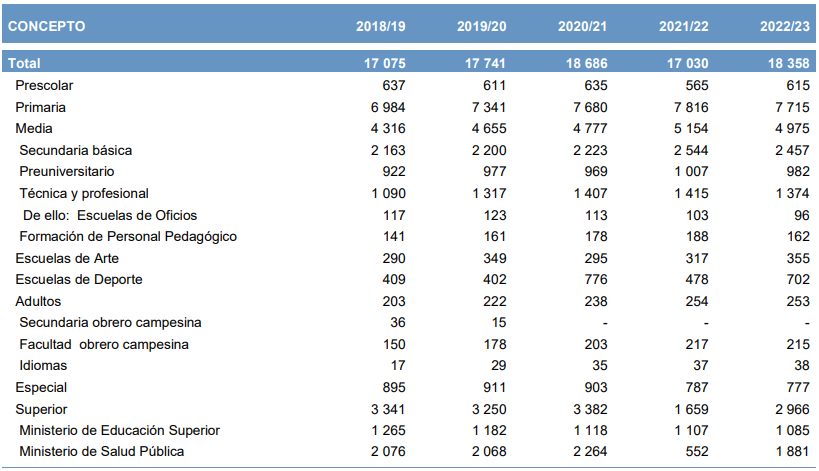 CONCEPTO 2018/19 2019/20 2020/21 2021/22 2022/23
Total 17 075 17 741 18 686 17 030 18 358
Prescolar 637 611 635 565 615
Primaria 6 984 7 341 7 680 7 816 7 715
Media 4 316 4 655 4 777 5 154 4 975
Secundaria básica 2 163 2 200 2 223 2 544 2 457
Preuniversitario 922 977 969 1 007 982
Técnica y profesional 1 090 1 317 1 407 1 415 1 374
De ello: Escuelas de Oficios 117 123 113 103 96
Formación de Personal Pedagógico 141 161 178 188 162
Escuelas de Arte 290 349 295 317 355
Escuelas de Deporte 409 402 776 478 702
Adultos 203 222 238 254 253
Secundaria obrero campesina 36 15 - - -
Facultad obrero campesina 150 178 203 217 215
Idiomas 17 29 35 37 38
Especial 895 911 903 787 777
Superior 3 341 3 250 3 382 1 659 2 966
Ministerio de Educación Superior 1 265 1 182 1 118 1 107 1 085
Ministerio de Salud Pública 2 076 2 068 2 264 552 1 881